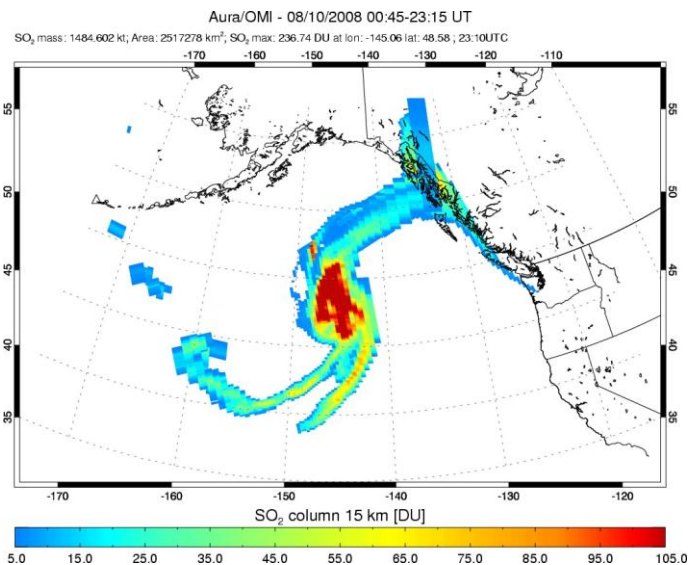 Aura/OMI - 08/10/2008 00:45-23:15 UT
SO₂ mass: 1484.602 kt; Area: 2517278 km²; SO₂ max: 236.74 DU at lon: -145.06 lat: 48.58 ; 23:10UTC
-170 -160 -150 -140 -130 -120 -110
55 55
50 50
45 45
40 40
35 35
-170 -160 -150 -140 -130 -120
SO₂ column 15 km [DU]
5.0 15.0 25.0 35.0 45.0 55.0 65.0 75.0 85.0 95.0 105.0